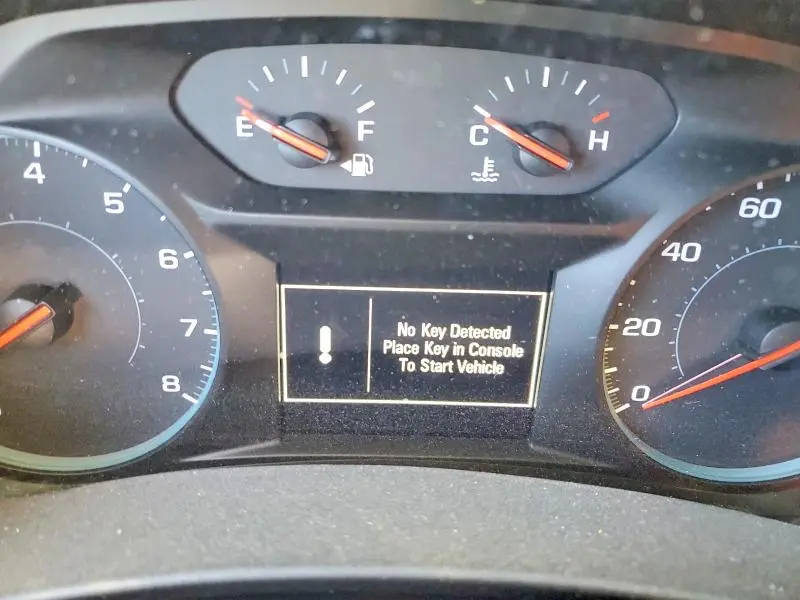 E F
C H
4
5
6
7
8
No Key Detected
Place Key in Console
To Start Vehicle
60
40
20
0